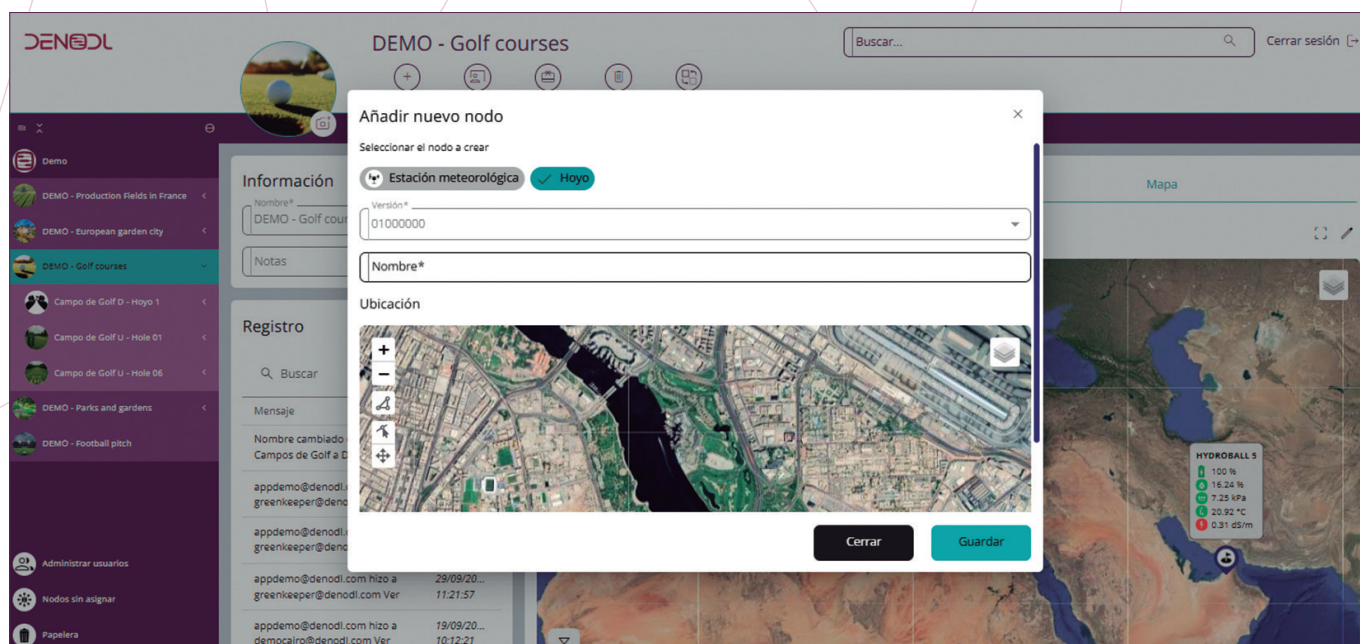 DENODL
DEMO - Golf courses
Buscar...
Cerrar sesión
Demo
DEMO - Production Fields in France
DEMO - European garden city
DEMO - Golf courses
Campo de Golf D - Hoyo 1
Campo de Golf U - Hole 01
Campo de Golf U - Hole 06
DEMO - Parks and gardens
DEMO - Football pitch
Administrar usuarios
Nodos sin asignar
Papelera
Información
Nombre*
DEMO - Golf cour
Notas
Registro
Buscar
Mensaje
Nombre cambiado
Campos de Golf a D
appdemo@denodl.
greenkeeper@deno
appdemo@denodl.
greenkeeper@deno
appdemo@denodl.com hizo a 29/09/20...
greenkeeper@denodl.com Ver 11:21:57
appdemo@denodl.com hizo a 19/09/20...
democairo@denodl.com Ver 10:12:21
Añadir nuevo nodo
Seleccionar el nodo a crear
Estación meteorológica
Hoyo
Versión*
01000000
Nombre*
Ubicación
Cerrar
Guardar
Mapa
HYDROBALL 5
100 %
16.24 %
7.25 kPa
20.92 °C
0.31 dS/m